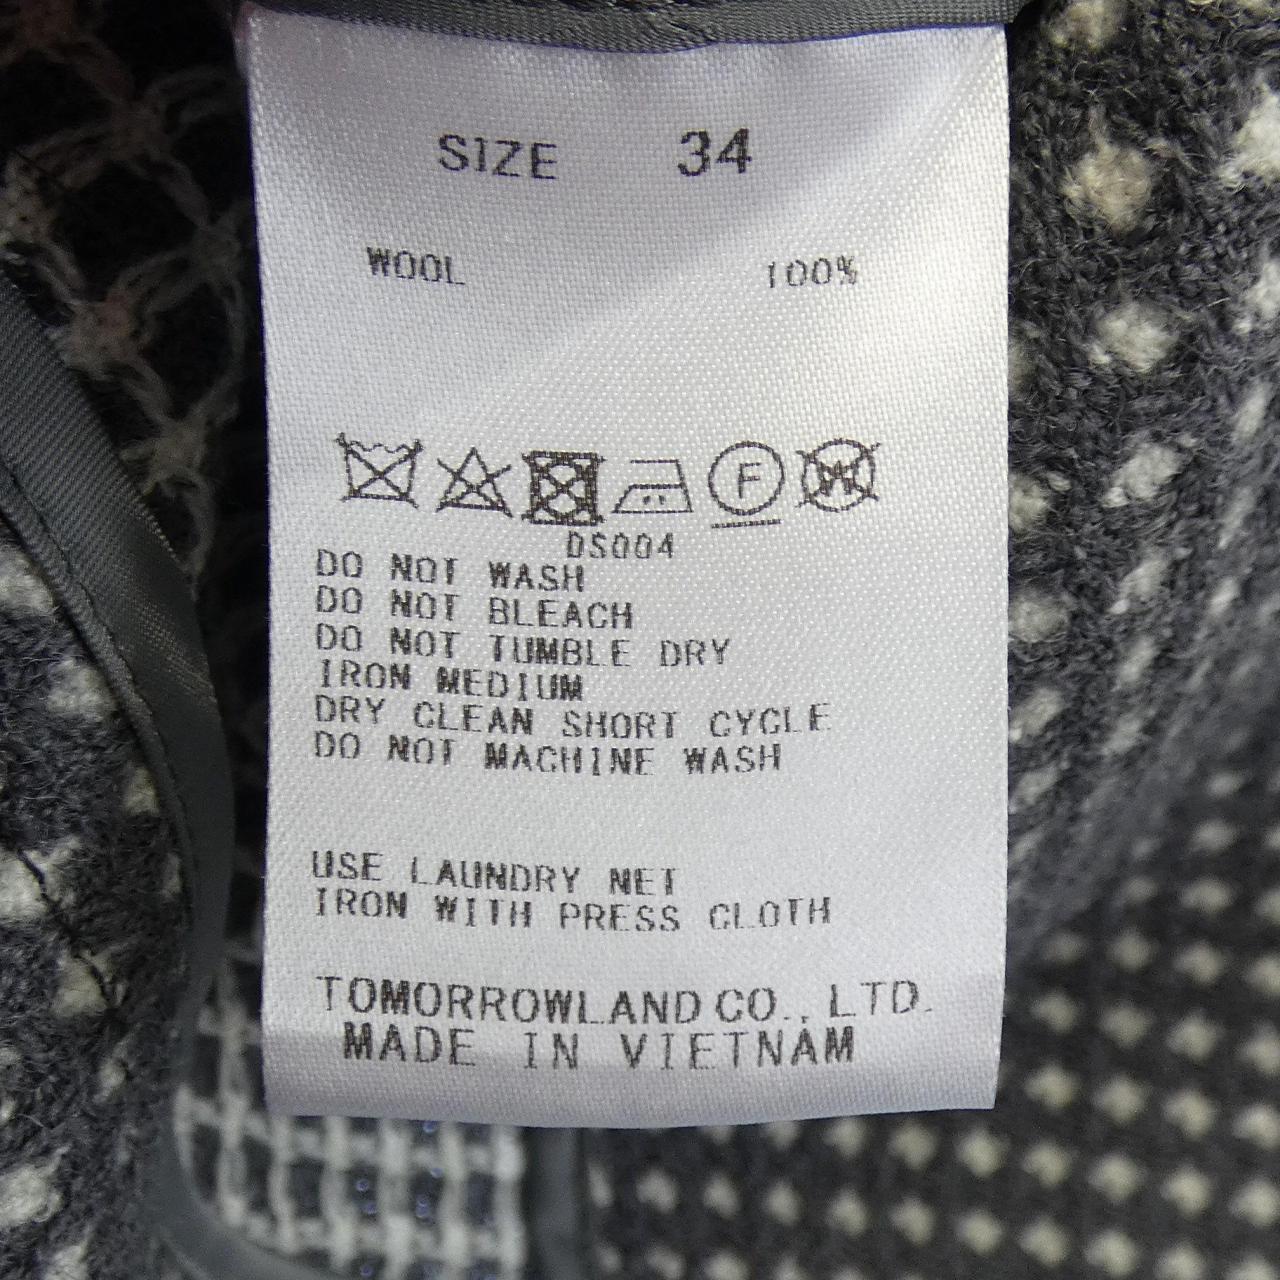 SIZE 34
WOOL 100%
F W
DS004
DO NOT WASH
DO NOT BLEACH
DO NOT TUMBLE DRY
IRON MEDIUM
DRY CLEAN SHORT CYCLE
DO NOT MACHINE WASH
USE LAUNDRY NET
IRON WITH PRESS CLOTH
TOMORROWLAND CO., LTD.
MADE IN VIETNAM